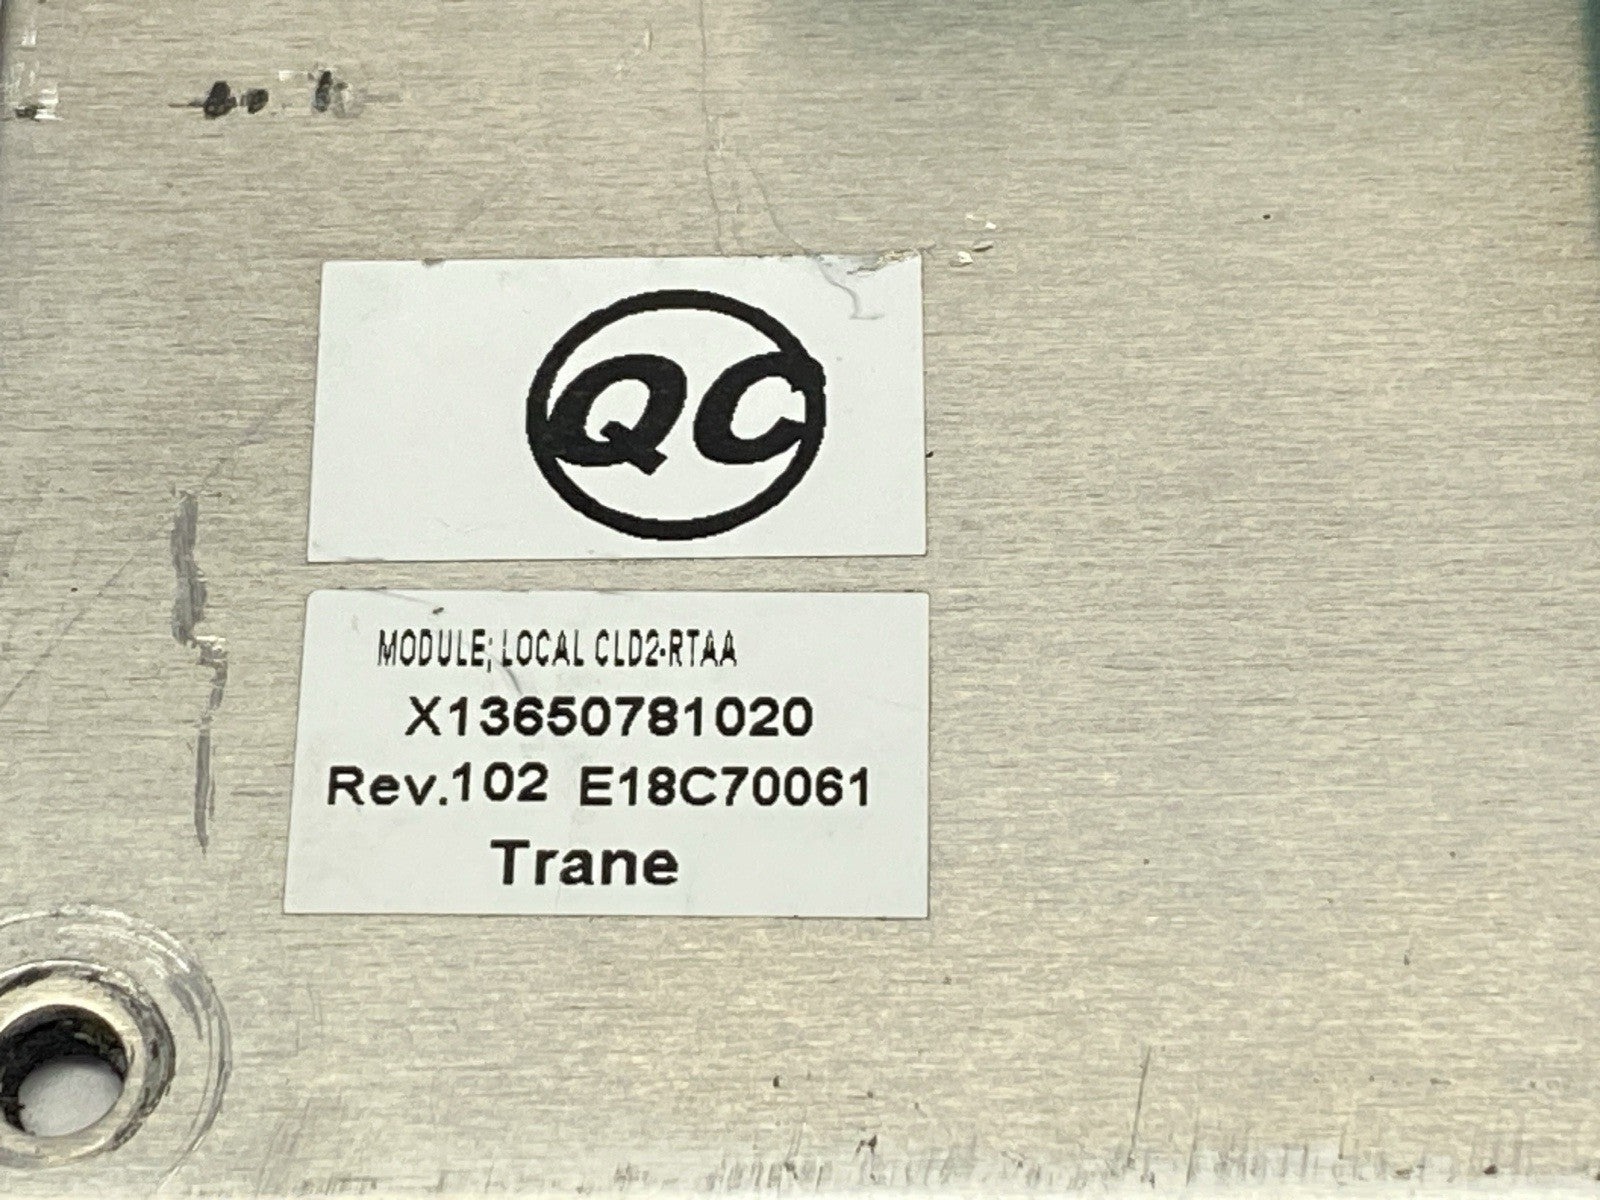 QC
MODULE; LOCAL CLD2-RTAA
X13650781020
Rev.102 E18C70061
Trane